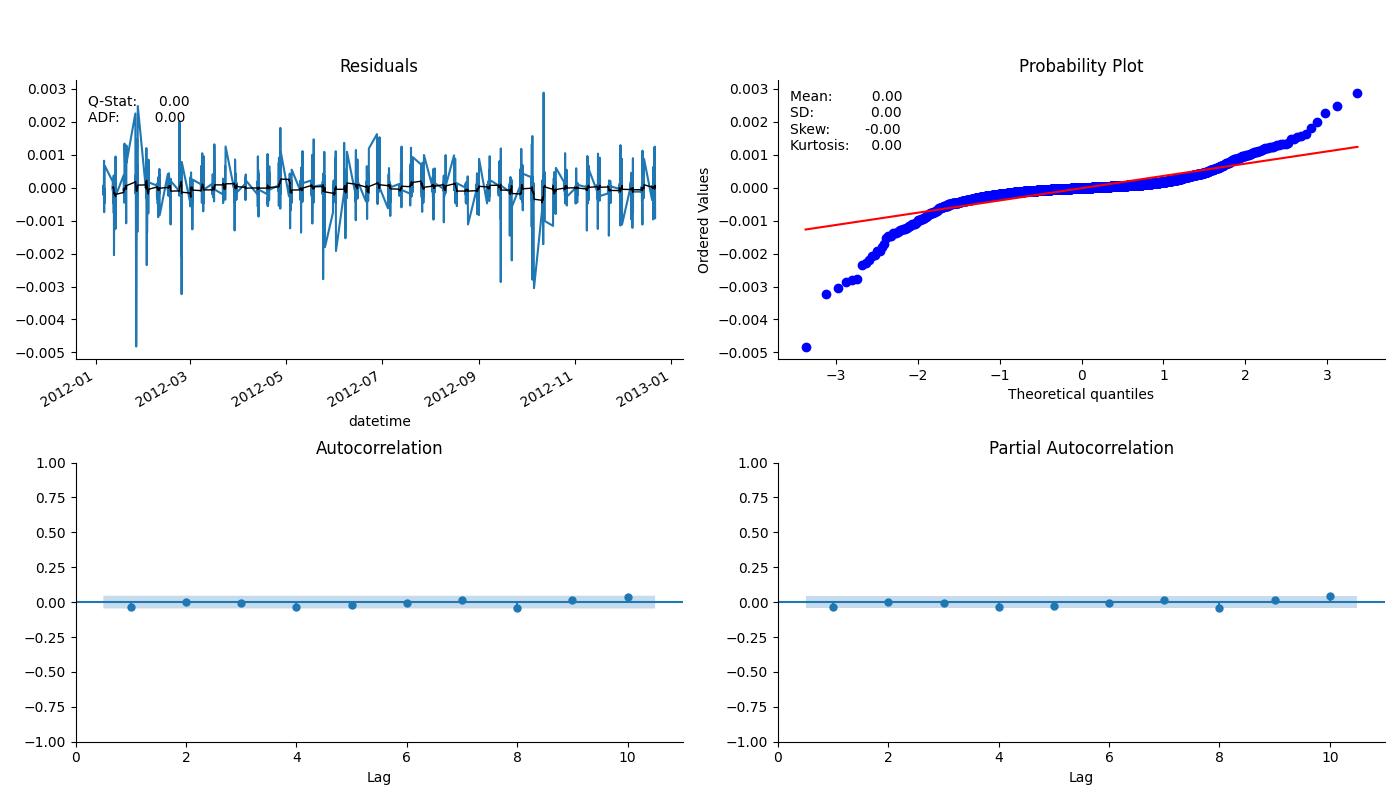 Residuals
Q-Stat: 0.00
ADF: 0.00
0.003
0.002
0.001
0.000
−0.001
−0.002
−0.003
−0.004
−0.005
2012-01
2012-03
2012-05
2012-07
2012-09
2012-11
2013-01
datetime
Probability Plot
Mean: 0.00
SD: 0.00
Skew: -0.00
Kurtosis: 0.00
Ordered Values
0.003
0.002
0.001
0.000
−0.001
−0.002
−0.003
−0.004
−0.005
−3 −2 −1 0 1 2 3
Theoretical quantiles
Autocorrelation
1.00
0.75
0.50
0.25
0.00
−0.25
−0.50
−0.75
−1.00
0 2 4 6 8 10
Lag
Partial Autocorrelation
1.00
0.75
0.50
0.25
0.00
−0.25
−0.50
−0.75
−1.00
0 2 4 6 8 10
Lag